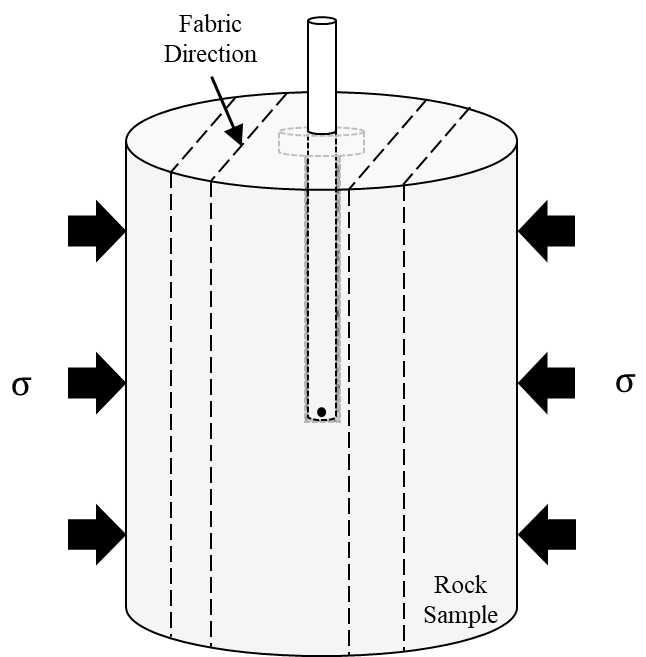 Fabric
Direction
σ
σ
Rock
Sample